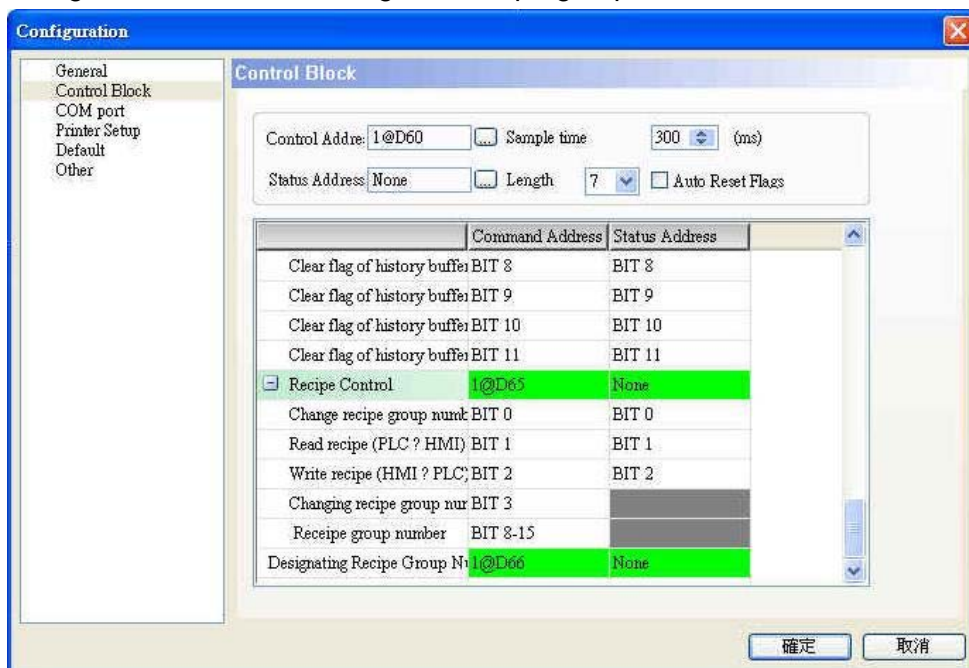 Configuration
General
Control Block
COM port
Printer Setup
Default
Other
Control Block
Control Addre: 1@D60 ... Sample time 300 (ms)
Status Address None ... Length 7 Auto Reset Flags
Command Address Status Address
Clear flag of history buffe BIT 8 BIT 8
Clear flag of history buffe BIT 9 BIT 9
Clear flag of history buffe BIT 10 BIT 10
Clear flag of history buffe BIT 11 BIT 11
Recipe Control 1@D65 None
Change recipe group numb BIT 0 BIT 0
Read recipe (PLC ? HMI) BIT 1 BIT 1
Write recipe (HMI ? PLC) BIT 2 BIT 2
Changing recipe group nur BIT 3
Receipe group number BIT 8-15
Designating Recipe Group Nu 1@D66 None
確定 取消